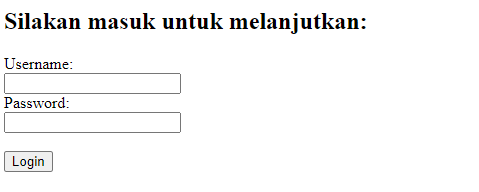 Silakan masuk untuk melanjutkan:
Username:
Password:
Login